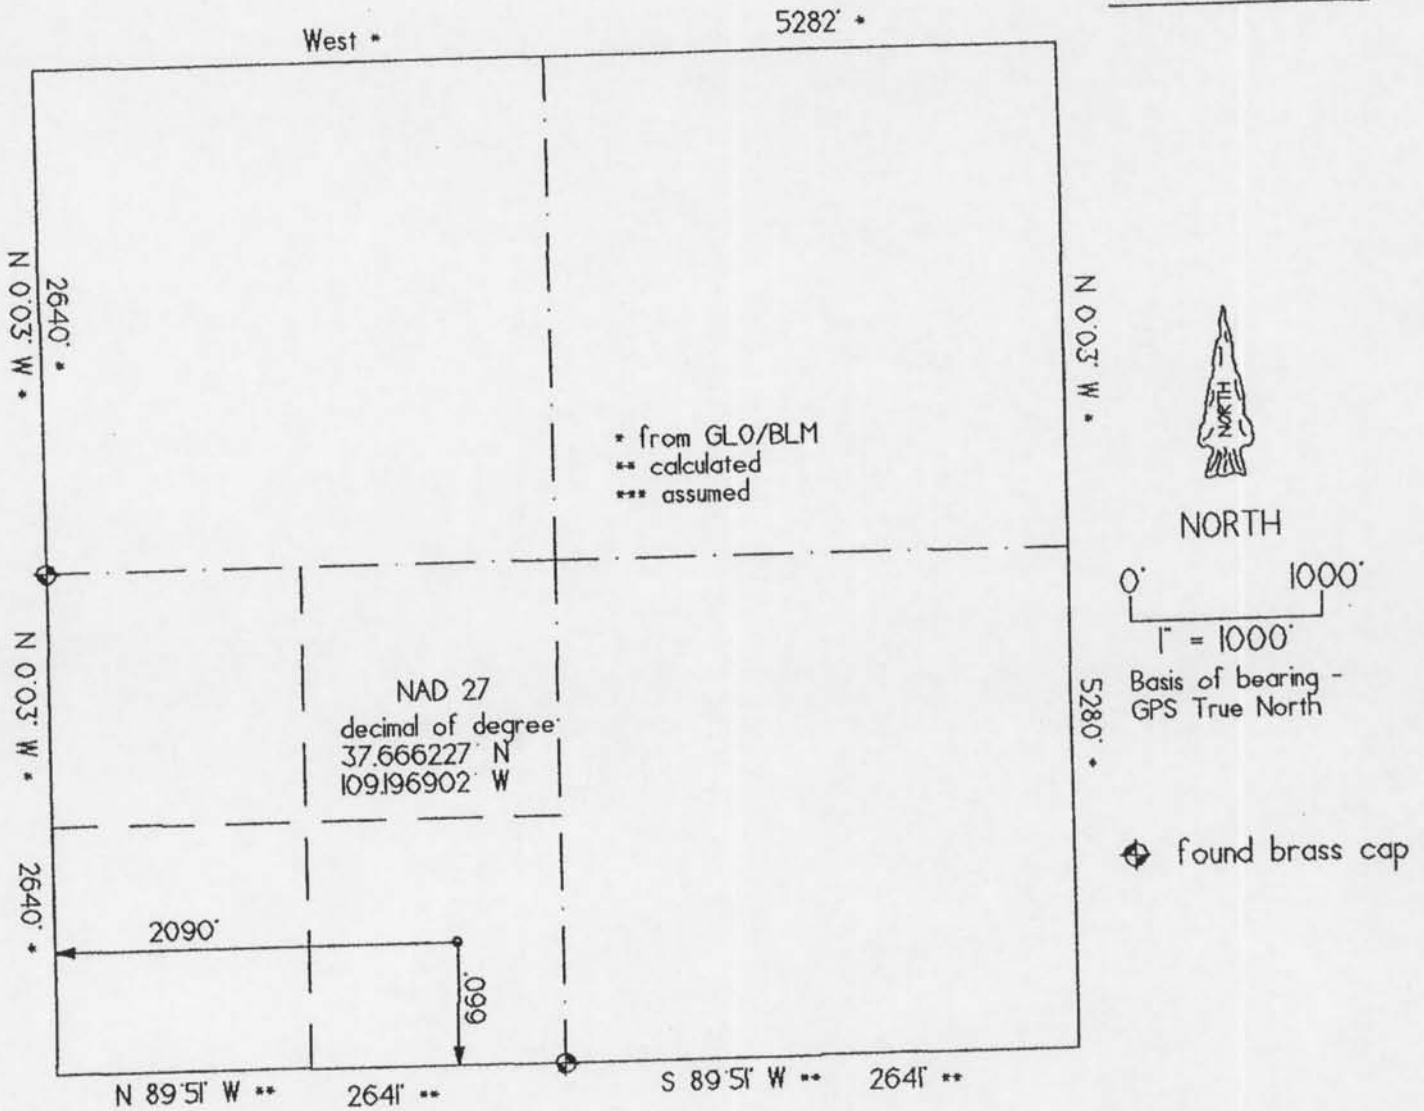 West *
5282' *
N 0°03' W *
2640' *
N 0°03' W *
* from GLO/BLM
** calculated
*** assumed
NORTH
NORTH
0' 1000'
1" = 1000'
Basis of bearing -
GPS True North
N 0°03' W *
2640' *
NAD 27
decimal of degree
37.666227° N
109.196902° W
5280' *
found brass cap
2090'
660'
N 89°51' W ** 2641' **
S 89°51' W ** 2641' **